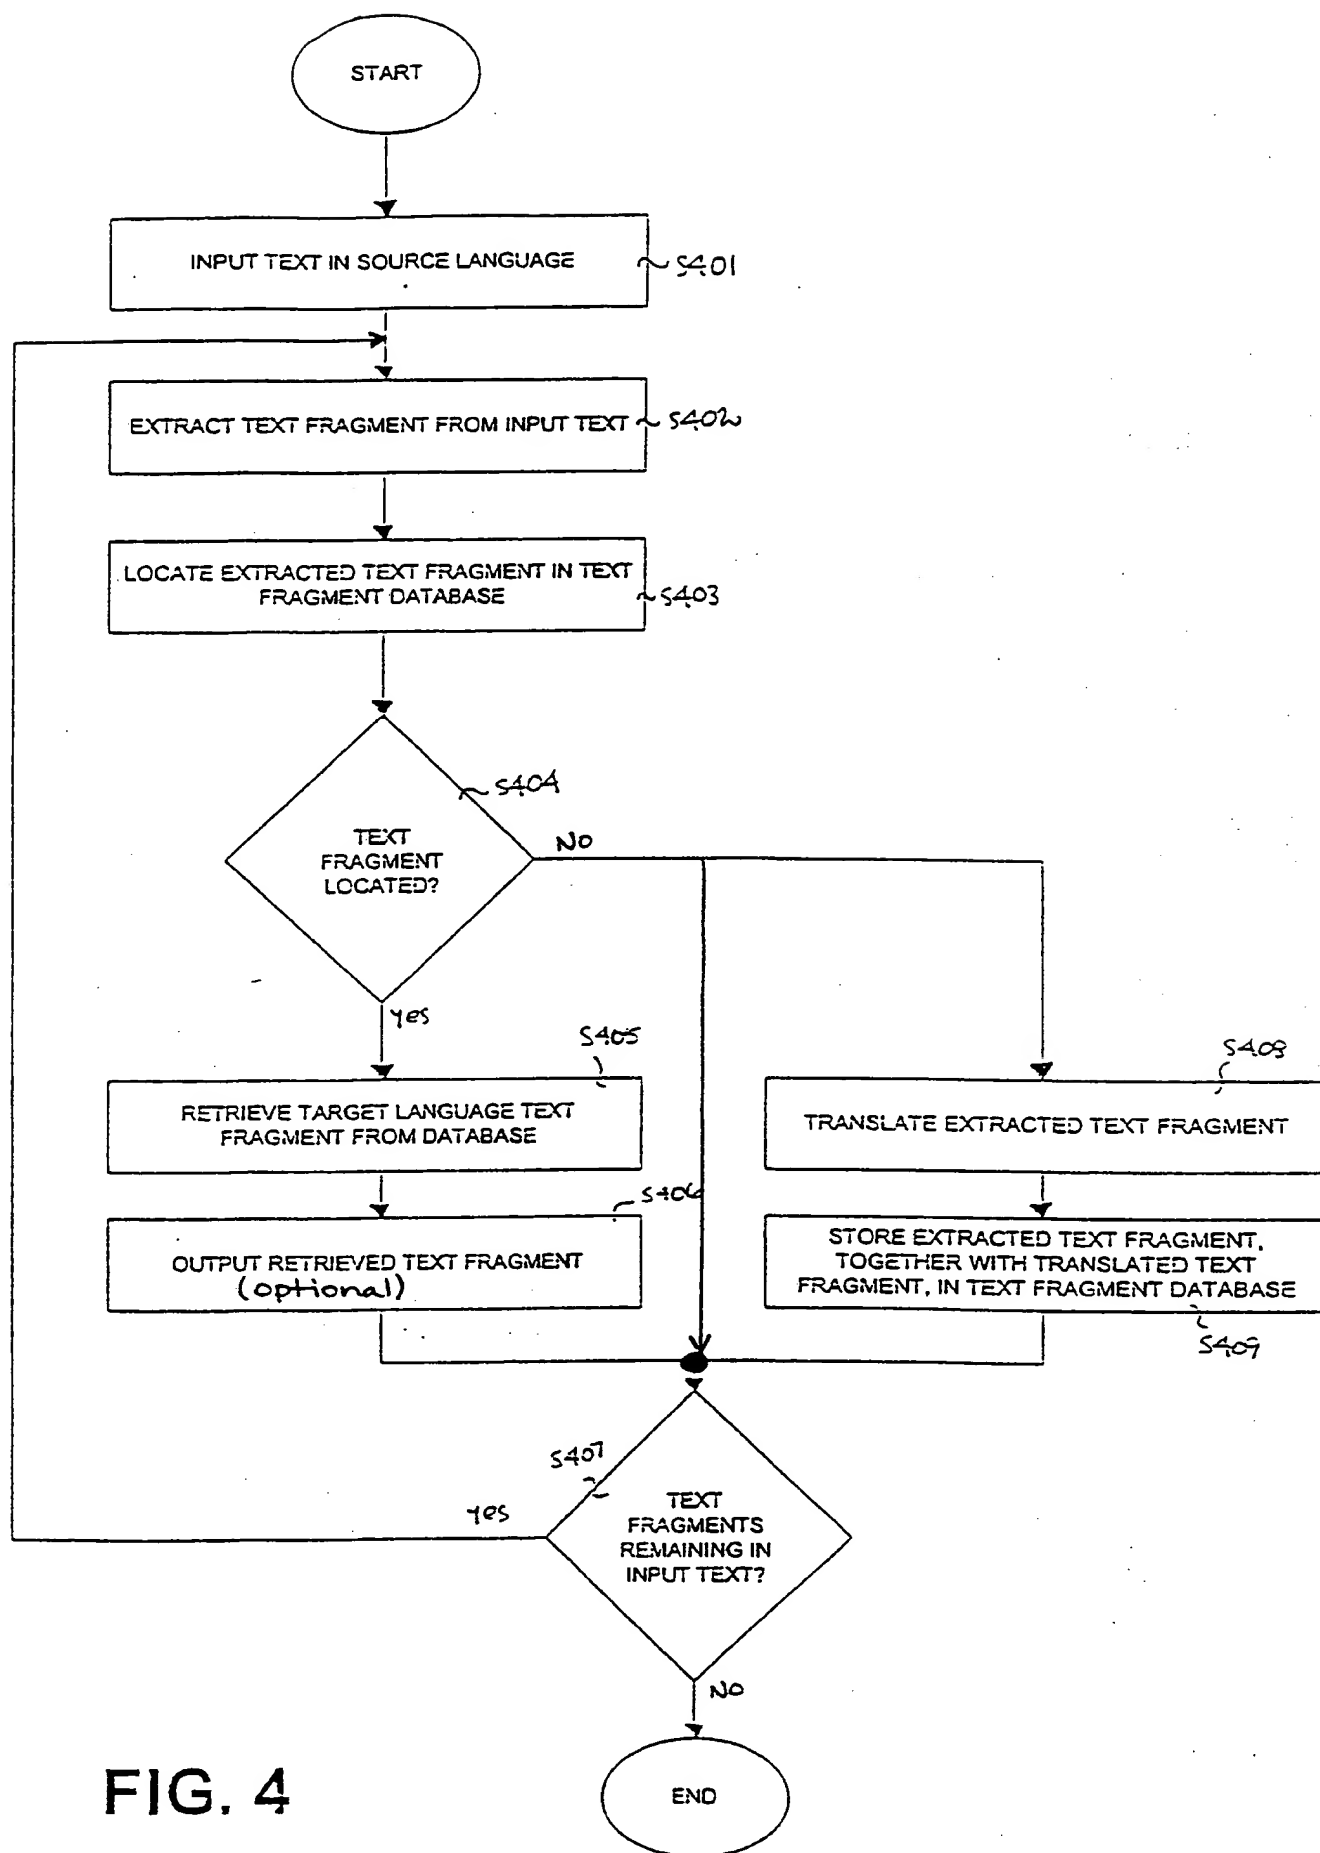 START
INPUT TEXT IN SOURCE LANGUAGE
S401
EXTRACT TEXT FRAGMENT FROM INPUT TEXT
S402
LOCATE EXTRACTED TEXT FRAGMENT IN TEXT
FRAGMENT DATABASE
S403
S404
TEXT
FRAGMENT
LOCATED?
NO
yes
S405
RETRIEVE TARGET LANGUAGE TEXT
FRAGMENT FROM DATABASE
S406
OUTPUT RETRIEVED TEXT FRAGMENT
(optional)
S408
TRANSLATE EXTRACTED TEXT FRAGMENT
STORE EXTRACTED TEXT FRAGMENT,
TOGETHER WITH TRANSLATED TEXT
FRAGMENT, IN TEXT FRAGMENT DATABASE
S409
S407
TEXT
FRAGMENTS
REMAINING IN
INPUT TEXT?
yes
NO
END
FIG. 4